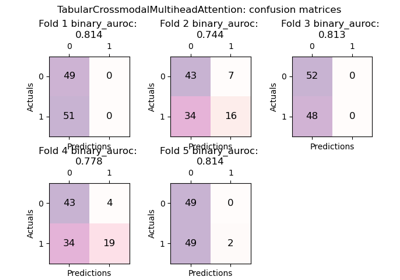 TabularCrossmodalMultiheadAttention: confusion matrices
Fold 1 binary_auroc:
0.814
0 1
0 49 0
1 51 0
Actuals
Predictions
Fold 2 binary_auroc:
0.744
0 1
0 43 7
1 34 16
Actuals
Predictions
Fold 3 binary_auroc:
0.813
0 1
0 52 0
1 48 0
Actuals
Predictions
Fold 4 binary_auroc:
0.778
0 1
0 43 4
1 34 19
Actuals
Predictions
Fold 5 binary_auroc:
0.814
0 1
0 49 0
1 49 2
Actuals
Predictions